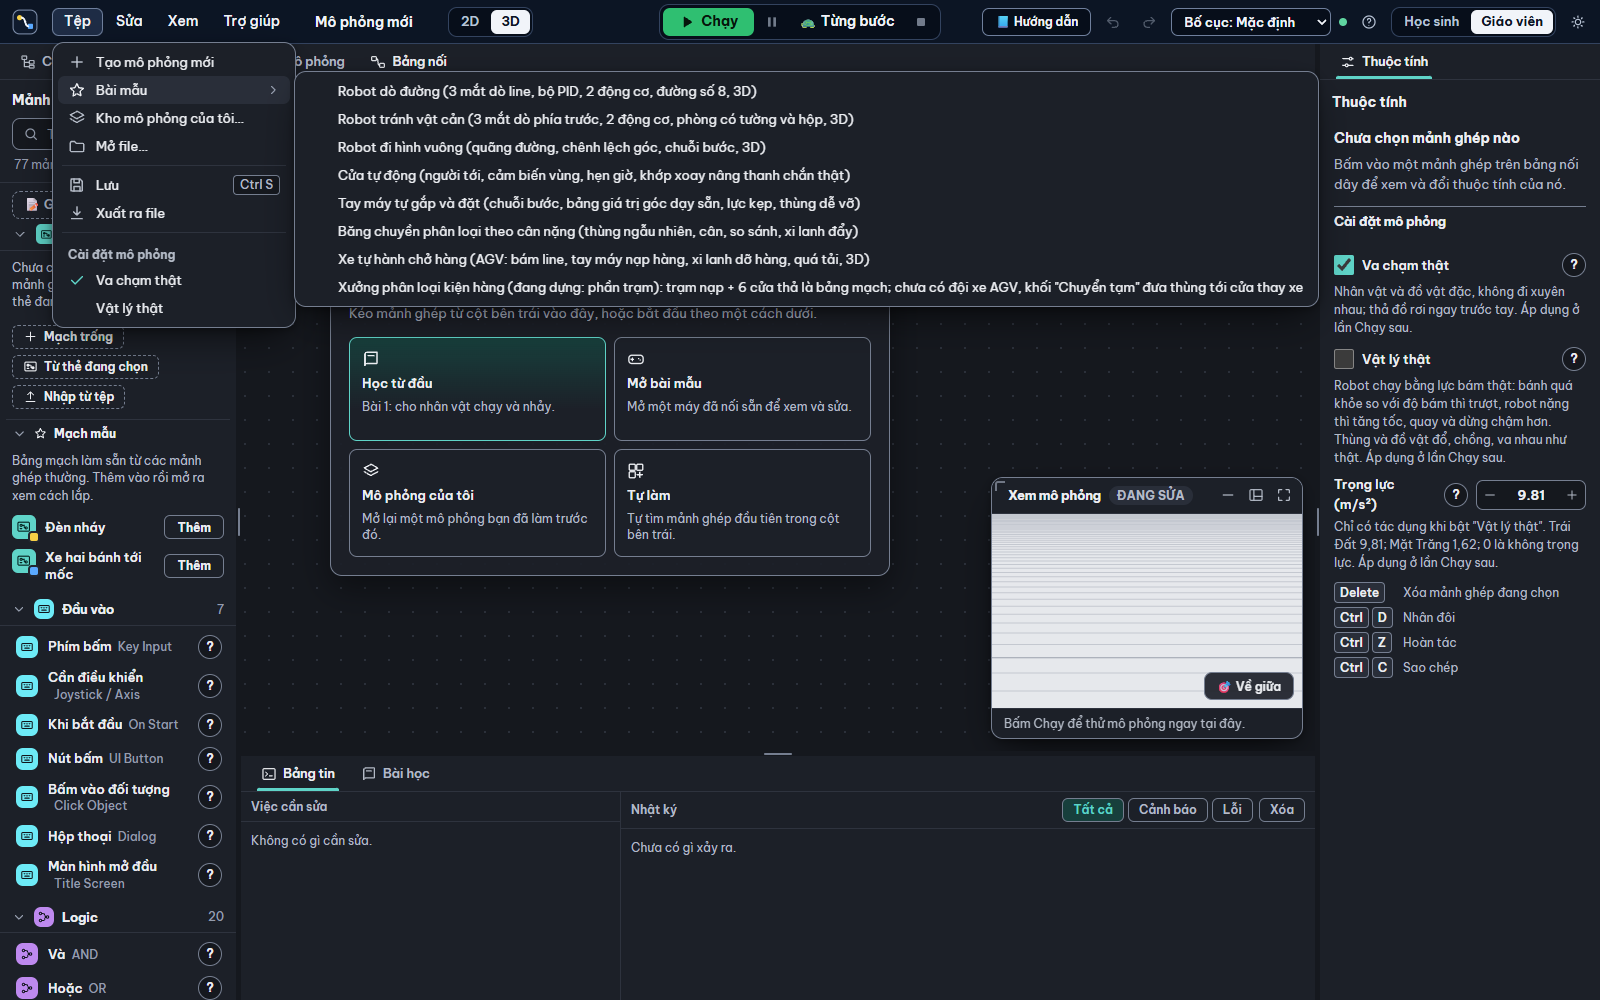 Tệp
Sửa
Xem
Trợ giúp
Mô phỏng mới
2D
3D
Chạy
Từng bước
Hướng dẫn
Bố cục: Mặc định
Học sinh
Giáo viên
Tạo mô phỏng mới
Bài mẫu
Kho mô phỏng của tôi...
Mở file...
Lưu
Ctrl S
Xuất ra file
Cài đặt mô phỏng
Va chạm thật
Vật lý thật
Bảng nối
Robot dò đường (3 mắt dò line, bộ PID, 2 động cơ, đường số 8, 3D)
Robot tránh vật cản (3 mắt dò phía trước, 2 động cơ, phòng có tường và hộp, 3D)
Robot đi hình vuông (quãng đường, chênh lệch góc, chuỗi bước, 3D)
Cửa tự động (người tới, cảm biến vùng, hẹn giờ, khớp xoay nâng thanh chắn thật)
Tay máy tự gắp và đặt (chuỗi bước, bảng giá trị góc dạy sẵn, lực kẹp, thùng dễ vỡ)
Băng chuyền phân loại theo cân nặng (thùng ngẫu nhiên, cân, so sánh, xi lanh đẩy)
Xe tự hành chở hàng (AGV: bám line, tay máy nạp hàng, xi lanh dỡ hàng, quá tải, 3D)
Xưởng phân loại kiện hàng (đang dựng: phần trạm): trạm nạp + 6 cửa thả là bảng mạch; chưa có đội xe AGV, khối "Chuyển tạm" đưa thùng tới cửa thay xe
Mảnh
77 mản
Chưa c
mảnh g
thẻ đan
Mạch trống
Từ thẻ đang chọn
Nhập từ tệp
Mạch mẫu
Bảng mạch làm sẵn từ các mảnh
ghép thường. Thêm vào rồi mở ra
xem cách lắp.
Đèn nháy
Thêm
Xe hai bánh tới
mốc
Thêm
Đầu vào
7
Phím bấm Key Input
?
Cần điều khiển
Joystick / Axis
?
Khi bắt đầu On Start
?
Nút bấm UI Button
?
Bấm vào đối tượng
Click Object
?
Hộp thoại Dialog
?
Màn hình mở đầu
Title Screen
?
Logic
20
Và AND
?
Hoặc OR
?
Kéo mảnh ghép từ cột bên trái vào đây, hoặc bắt đầu theo một cách dưới.
Học từ đầu
Bài 1: cho nhân vật chạy và nhảy.
Mở bài mẫu
Mở một máy đã nối sẵn để xem và sửa.
Mô phỏng của tôi
Mở lại một mô phỏng bạn đã làm trước
đó.
Tự làm
Tự tìm mảnh ghép đầu tiên trong cột
bên trái.
Xem mô phỏng
ĐANG SỬA
Về giữa
Bấm Chạy để thử mô phỏng ngay tại đây.
Bảng tin
Bài học
Việc cần sửa
Không có gì cần sửa.
Nhật ký
Tất cả
Cảnh báo
Lỗi
Xóa
Chưa có gì xảy ra.
Thuộc tính
Thuộc tính
Chưa chọn mảnh ghép nào
Bấm vào một mảnh ghép trên bảng nối
dây để xem và đổi thuộc tính của nó.
Cài đặt mô phỏng
Va chạm thật
?
Nhân vật và đồ vật đặc, không đi xuyên
nhau; thả đồ rơi ngay trước tay. Áp dụng ở
lần Chạy sau.
Vật lý thật
?
Robot chạy bằng lực bám thật: bánh quá
khỏe so với độ bám thì trượt, robot nặng
thì tăng tốc, quay và dừng chậm hơn.
Thùng và đồ vật đổ, chồng, va nhau như
thật. Áp dụng ở lần Chạy sau.
Trọng lực
(m/s²)
?
9.81
Chỉ có tác dụng khi bật "Vật lý thật". Trái
Đất 9,81; Mặt Trăng 1,62; 0 là không trọng
lực. Áp dụng ở lần Chạy sau.
Delete
Xóa mảnh ghép đang chọn
Ctrl D
Nhân đôi
Ctrl Z
Hoàn tác
Ctrl C
Sao chép